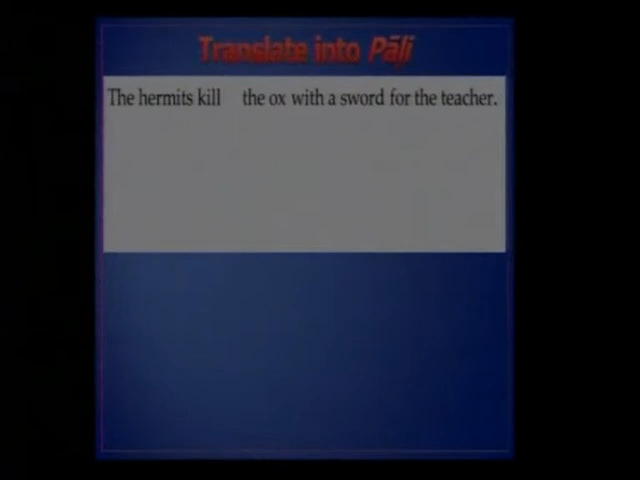 Translate into Pāḷi
The hermits kill the ox with a sword for the teacher.